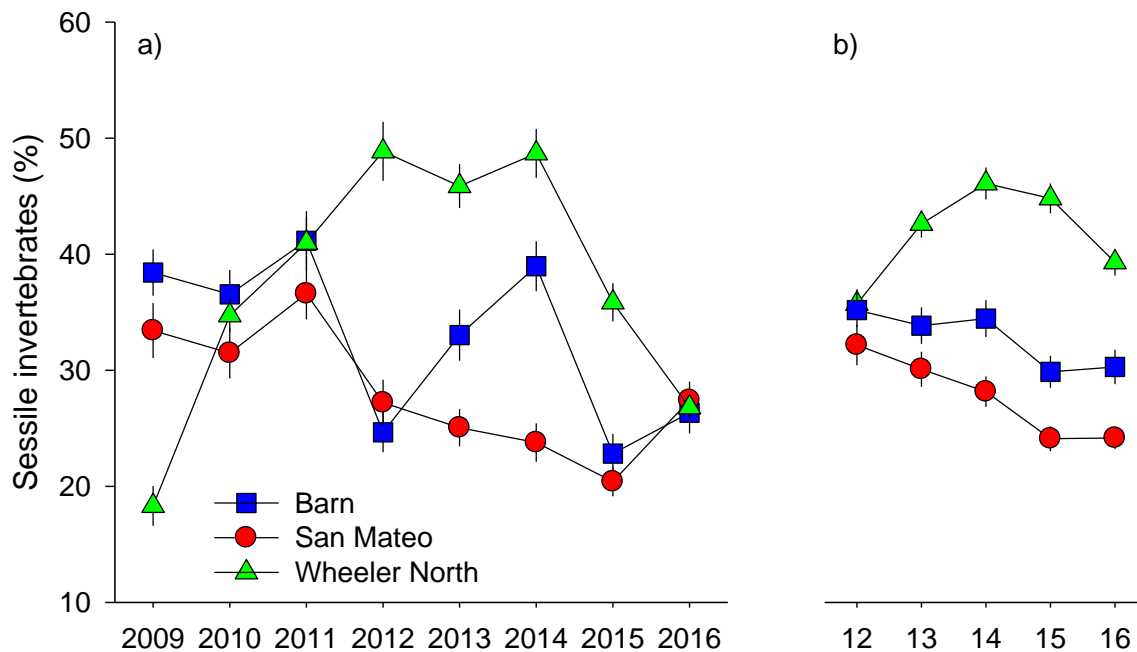 60
50
40
30
20
10
Sessile invertebrates (%)
a)
b)
Barn
San Mateo
Wheeler North
2009 2010 2011 2012 2013 2014 2015 2016
12 13 14 15 16